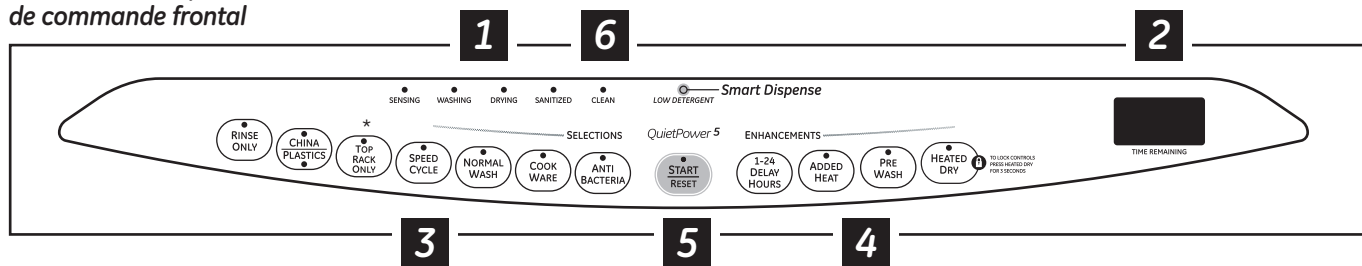 de commande frontal
1 6 2
SENSING WASHING DRYING SANITIZED CLEAN LOW DETERGENT Smart Dispense
* SELECTIONS QuietPower 5 ENHANCEMENTS
RINSE
ONLY
CHINA
PLASTICS
TOP
RACK
ONLY
SPEED
CYCLE
NORMAL
WASH
COOK
WARE
ANTI
BACTERIA
START
RESET
1-24
DELAY
HOURS
ADDED
HEAT
PRE
WASH
HEATED
DRY
TO LOCK CONTROLS
PRESS HEATED DRY
FOR 3 SECONDS
TIME REMAINING
3 5 4